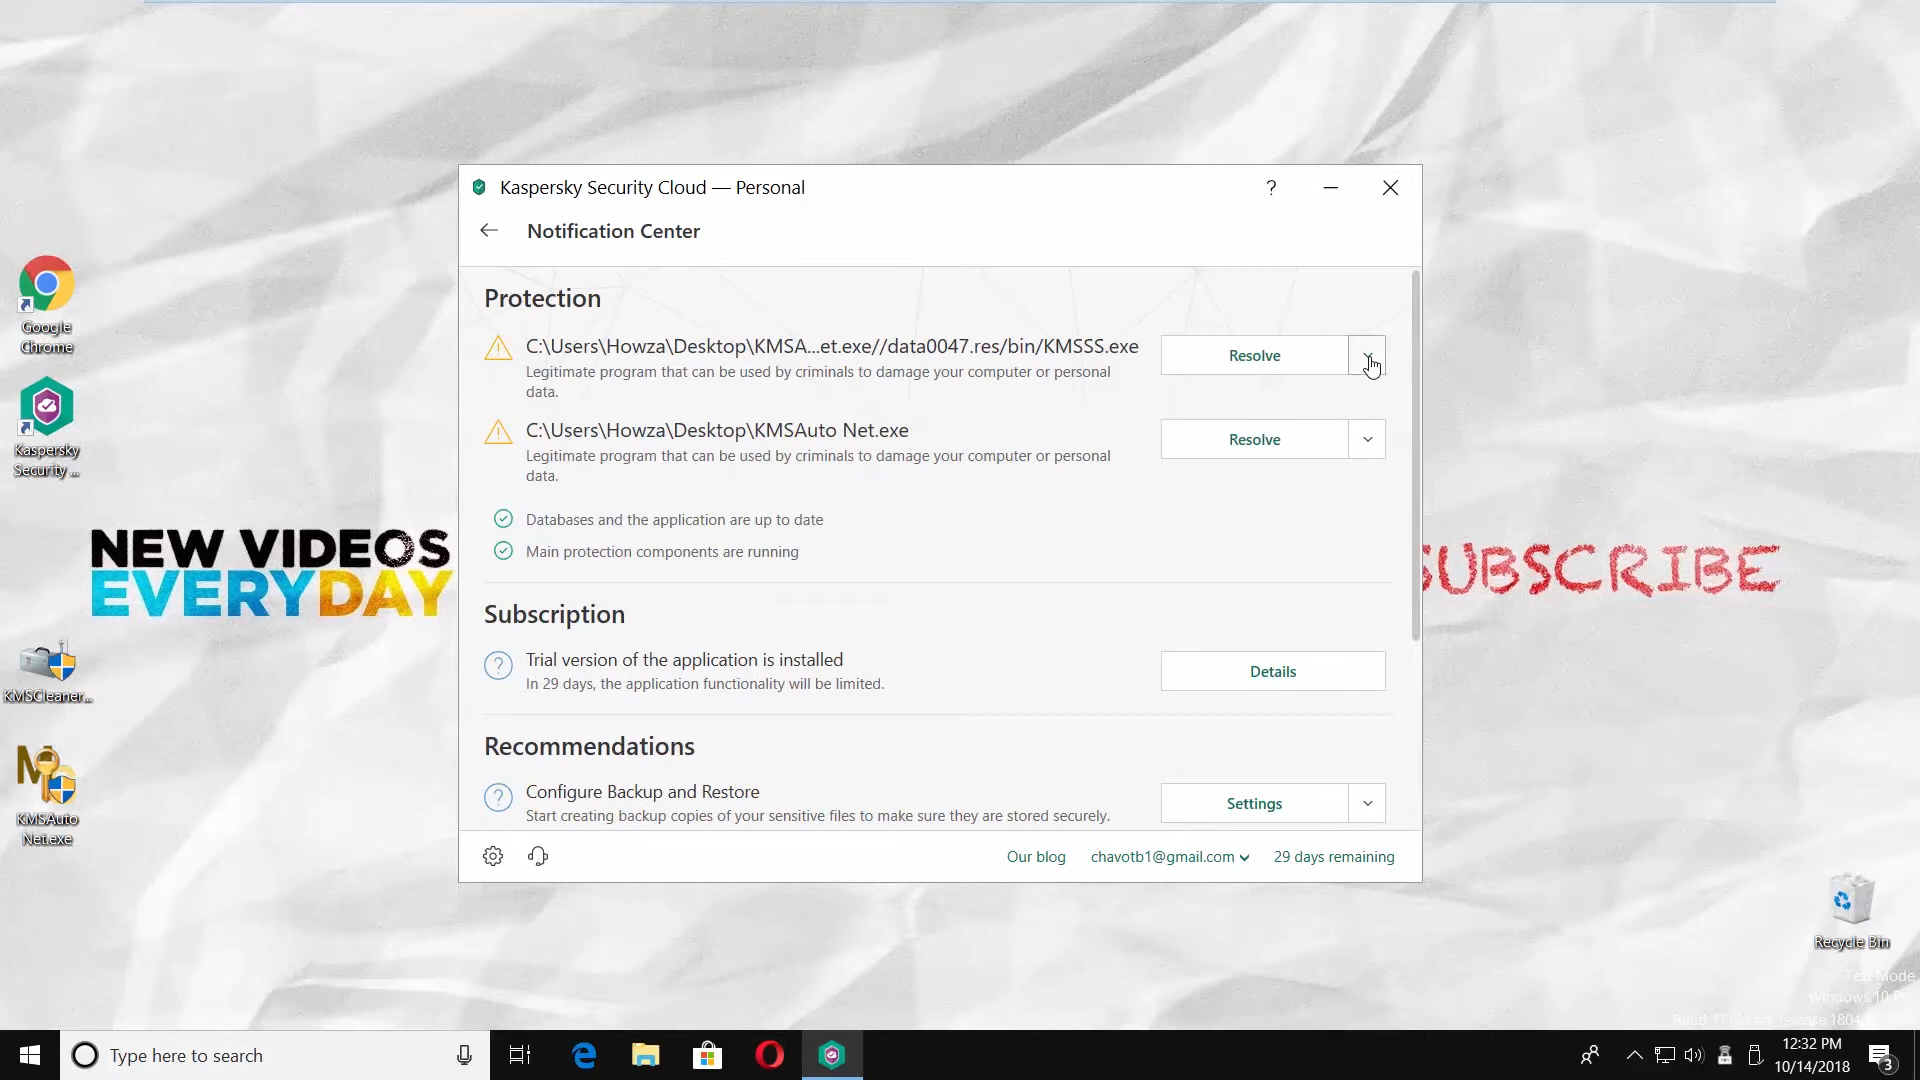 Kaspersky Security Cloud — Personal
?
Notification Center
Protection
C:\Users\Howza\Desktop\KMSA...et.exe//data0047.res/bin/KMSSS.exe
Legitimate program that can be used by criminals to damage your computer or personal
data.
Resolve
C:\Users\Howza\Desktop\KMSAuto Net.exe
Legitimate program that can be used by criminals to damage your computer or personal
data.
Resolve
Databases and the application are up to date
Main protection components are running
Subscription
Trial version of the application is installed
In 29 days, the application functionality will be limited.
Details
Recommendations
Configure Backup and Restore
Start creating backup copies of your sensitive files to make sure they are stored securely.
Settings
Our blog
chavotb1@gmail.com
29 days remaining
Google
Chrome
Kaspersky
Security ...
NEW VIDEOS
EVERYDAY
SUBSCRIBE
KMSCleaner...
KMSAuto
Net.exe
Recycle Bin
Test Mode
Windows 10
Type here to search
12:32 PM
10/14/2018
3